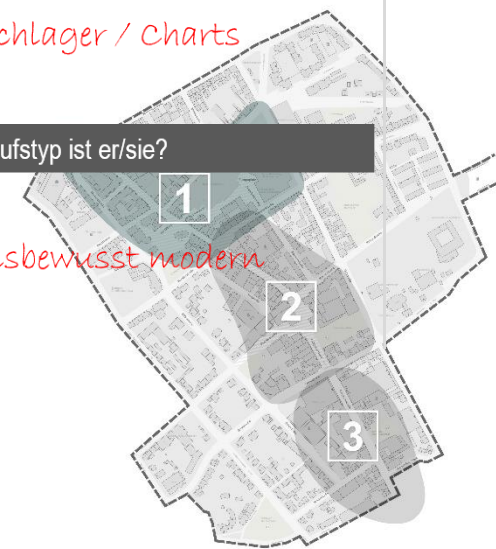 chlager / Charts
ufstyp ist er/sie?
1
sbewusst modern
2
3